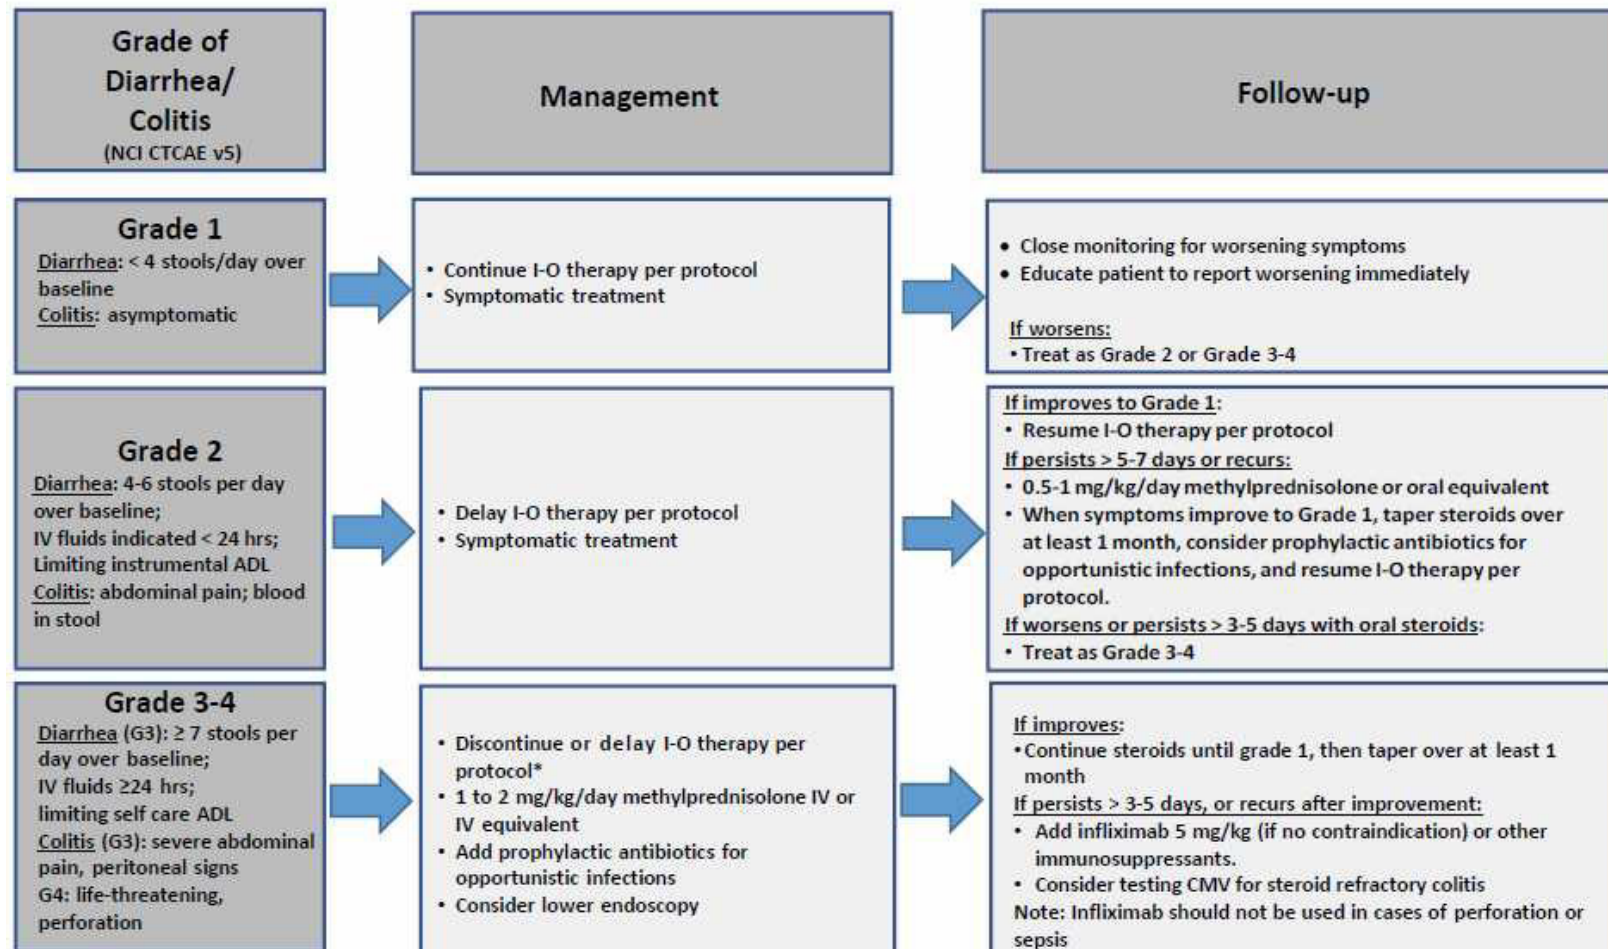 Grade of
Diarrhea/
Colitis
(NCI CTCAE v5)
Management
Follow-up
Grade 1
Diarrhea: < 4 stools/day over
baseline
Colitis: asymptomatic
• Continue I-O therapy per protocol
• Symptomatic treatment
• Close monitoring for worsening symptoms
• Educate patient to report worsening immediately
If worsens:
• Treat as Grade 2 or Grade 3-4
Grade 2
Diarrhea: 4-6 stools per day
over baseline;
IV fluids indicated < 24 hrs;
Limiting instrumental ADL
Colitis: abdominal pain; blood
in stool
• Delay I-O therapy per protocol
• Symptomatic treatment
If improves to Grade 1:
• Resume I-O therapy per protocol
If persists > 5-7 days or recurs:
• 0.5-1 mg/kg/day methylprednisolone or oral equivalent
• When symptoms improve to Grade 1, taper steroids over
at least 1 month, consider prophylactic antibiotics for
opportunistic infections, and resume I-O therapy per
protocol.
If worsens or persists > 3-5 days with oral steroids:
• Treat as Grade 3-4
Grade 3-4
Diarrhea (G3): ≥ 7 stools per
day over baseline;
IV fluids ≥24 hrs;
limiting self care ADL
Colitis (G3): severe abdominal
pain, peritoneal signs
G4: life-threatening,
perforation
• Discontinue or delay I-O therapy per
protocol*
• 1 to 2 mg/kg/day methylprednisolone IV or
IV equivalent
• Add prophylactic antibiotics for
opportunistic infections
• Consider lower endoscopy
If improves:
• Continue steroids until grade 1, then taper over at least 1
month
If persists > 3-5 days, or recurs after improvement:
• Add infliximab 5 mg/kg (if no contraindication) or other
immunosuppressants.
• Consider testing CMV for steroid refractory colitis
Note: Infliximab should not be used in cases of perforation or
sepsis